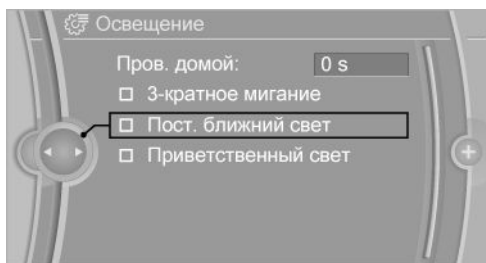 Освещение
Пров. домой: 0 s
3-кратное мигание
Пост. ближний свет
Приветственный свет